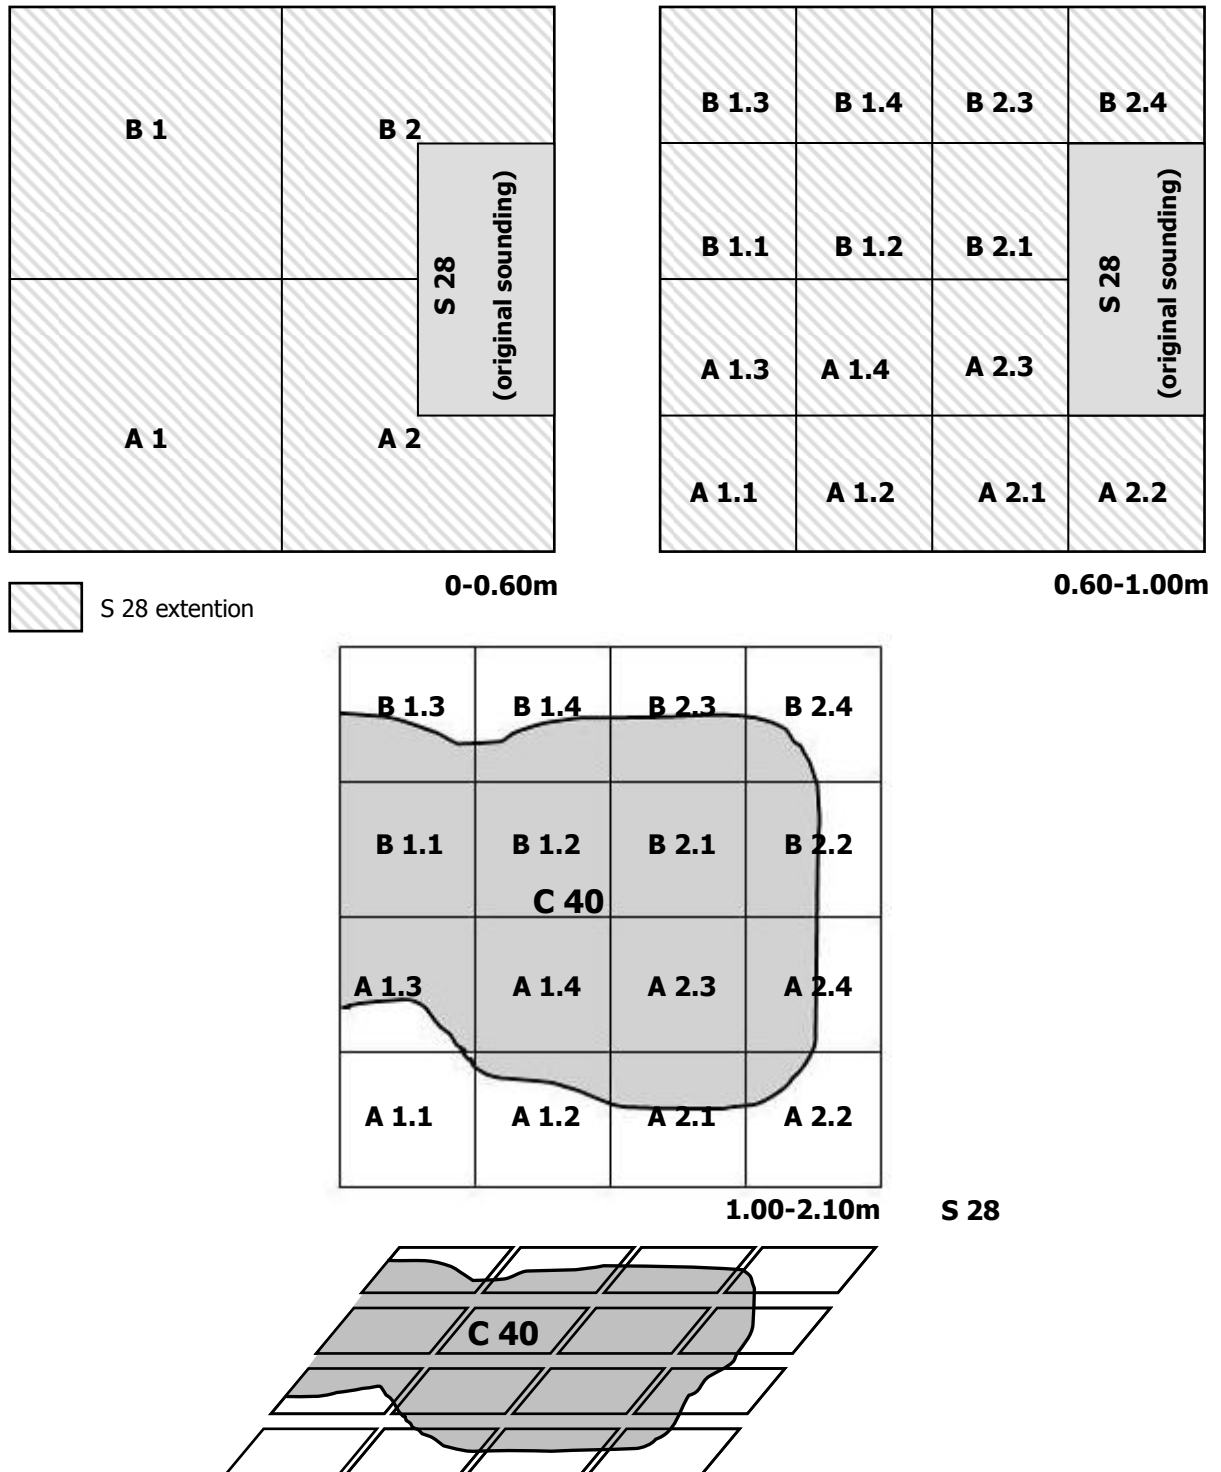 B 1
B 2
S 28
(original sounding)
A 1
A 2
0-0.60m
S 28 extention
B 1.3
B 1.4
B 2.3
B 2.4
B 1.1
B 1.2
B 2.1
S 28
(original sounding)
A 1.3
A 1.4
A 2.3
A 1.1
A 1.2
A 2.1
A 2.2
0.60-1.00m
B 1.3
B 1.4
B 2.3
B 2.4
B 1.1
B 1.2
B 2.1
B 2.2
C 40
A 1.3
A 1.4
A 2.3
A 2.4
A 1.1
A 1.2
A 2.1
A 2.2
1.00-2.10m
S 28
C 40